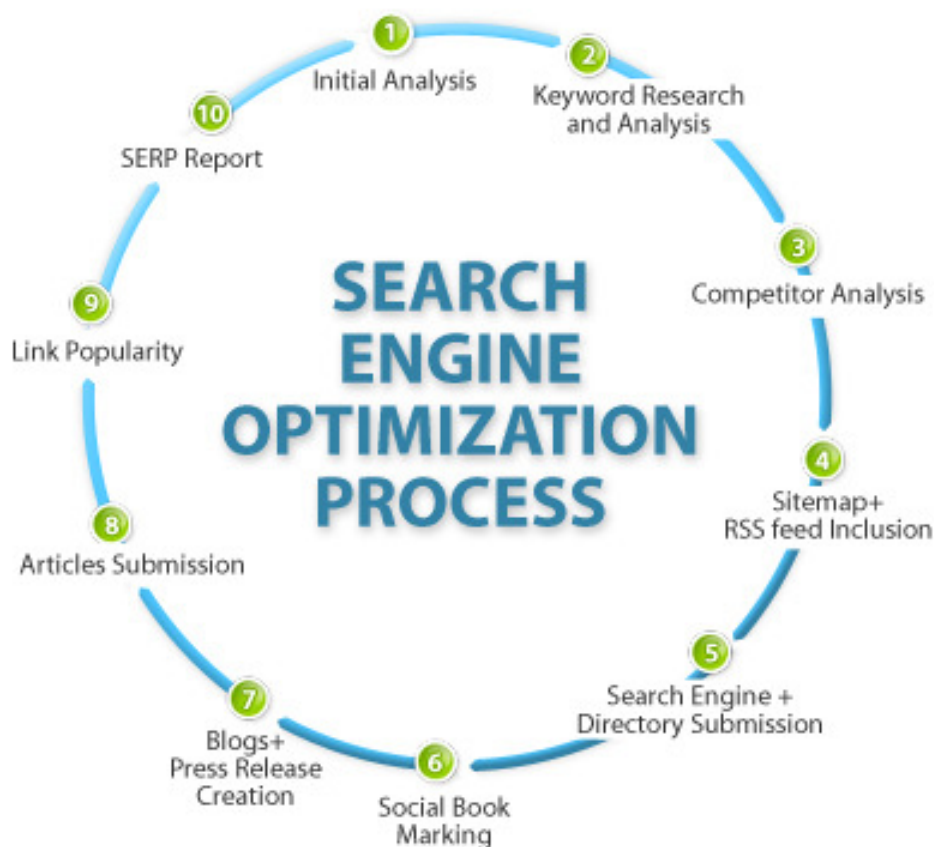 1
Initial Analysis
2
Keyword Research
and Analysis
3
Competitor Analysis
4
Sitemap+
RSS feed Inclusion
5
Search Engine +
Directory Submission
6
Social Book
Marking
7
Blogs+
Press Release
Creation
8
Articles Submission
9
Link Popularity
10
SERP Report
SEARCH
ENGINE
OPTIMIZATION
PROCESS